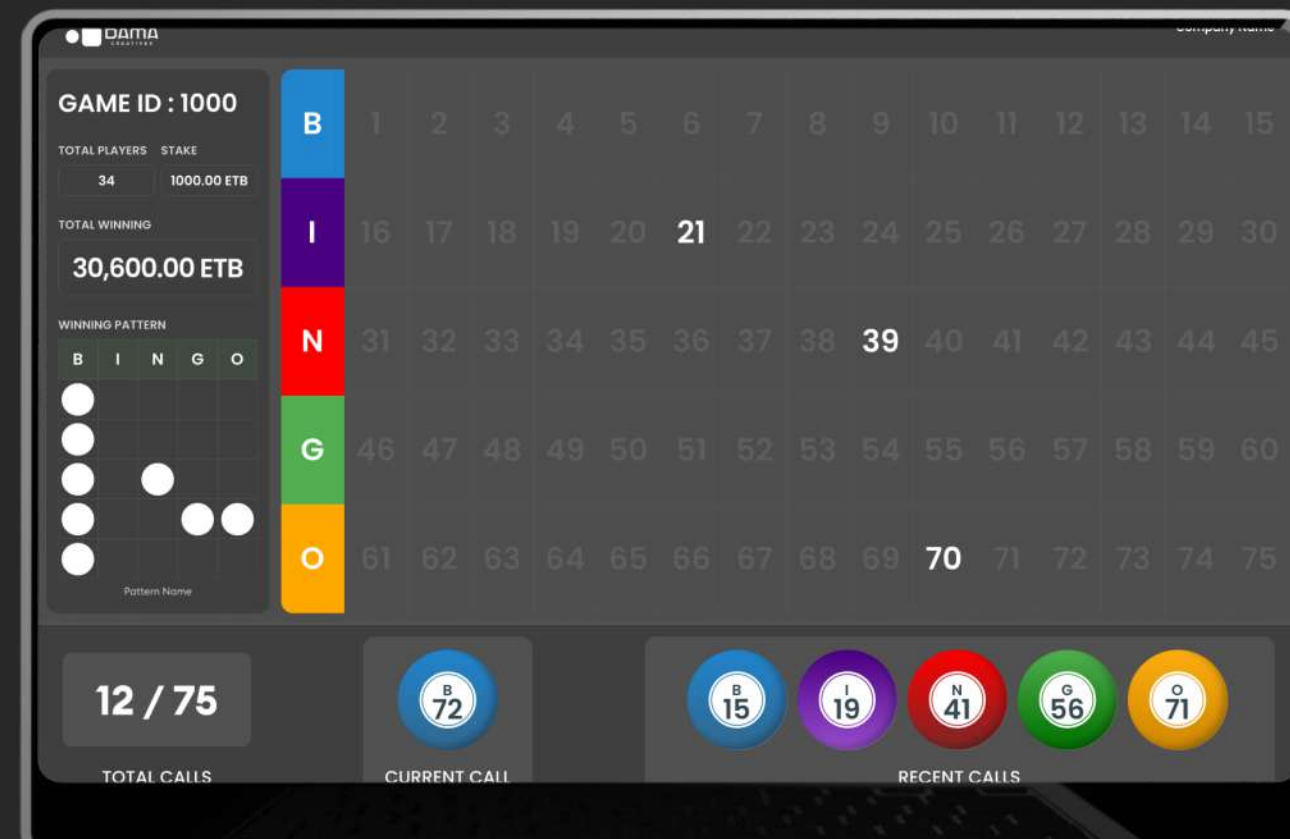 DAMA
CREATIVES
GAME ID : 1000
TOTAL PLAYERS STAKE
34 1000.00 ETB
TOTAL WINNING
30,600.00 ETB
WINNING PATTERN
B I N G O
Pattern Name
B 1 2 3 4 5 6 7 8 9 10 11 12 13 14 15
I 16 17 18 19 20 21 22 23 24 25 26 27 28 29 30
N 31 32 33 34 35 36 37 38 39 40 41 42 43 44 45
G 46 47 48 49 50 51 52 53 54 55 56 57 58 59 60
O 61 62 63 64 65 66 67 68 69 70 71 72 73 74 75
12 / 75
TOTAL CALLS
B
72
CURRENT CALL
B
15
I
19
N
41
G
56
O
71
RECENT CALLS